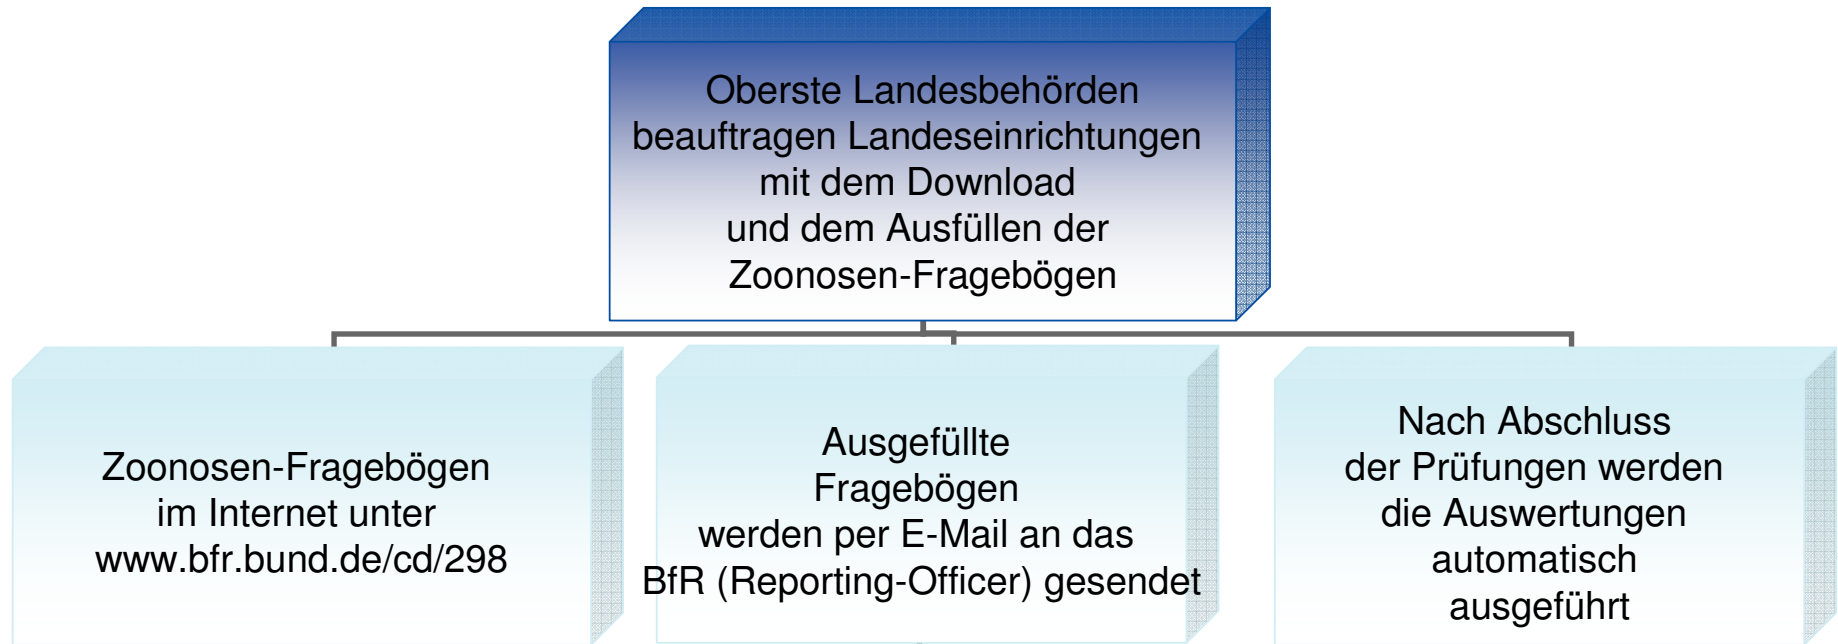 Oberste Landesbehörden
beauftragen Landeseinrichtungen
mit dem Download
und dem Ausfüllen der
Zoonosen-Fragebögen
Zoonosen-Fragebögen
im Internet unter
www.bfr.bund.de/cd/298
Ausgefüllte
Fragebögen
werden per E-Mail an das
BfR (Reporting-Officer) gesendet
Nach Abschluss
der Prüfungen werden
die Auswertungen
automatisch
ausgeführt